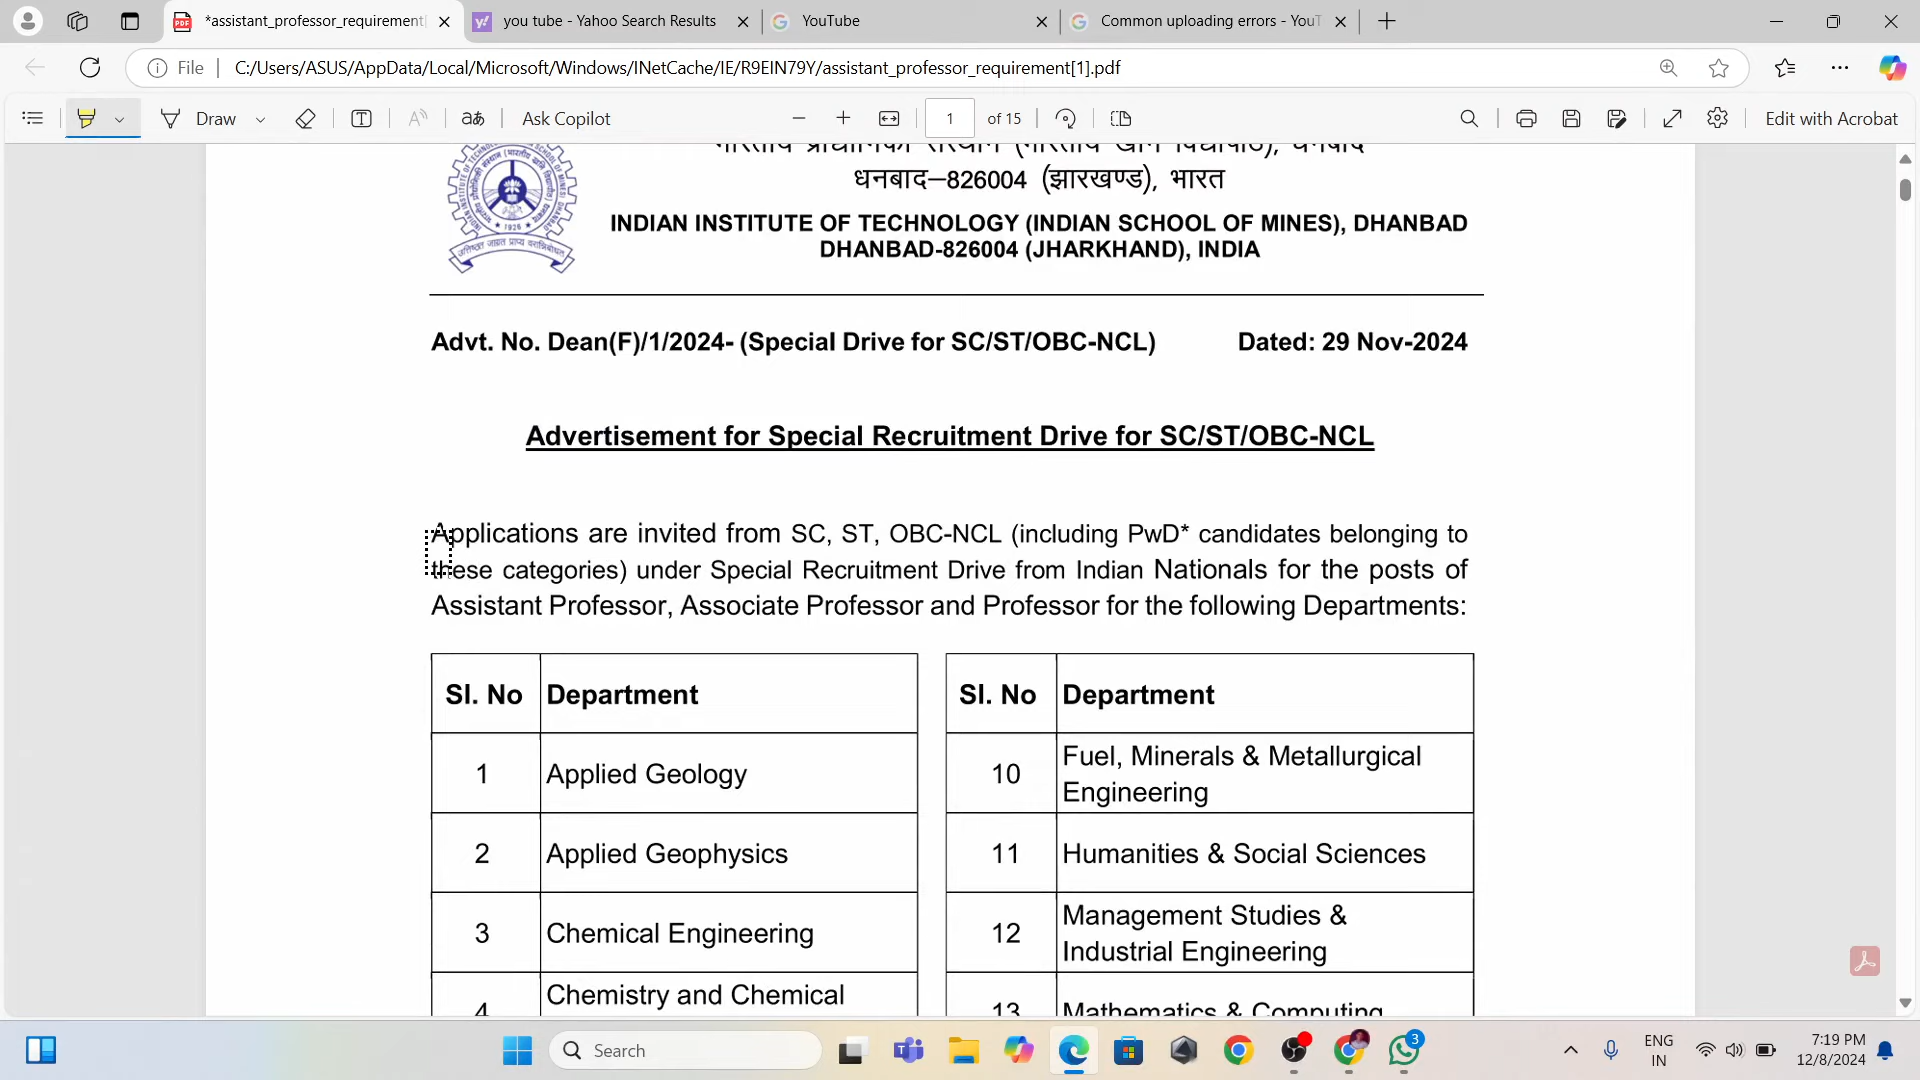 *assistant_professor_requirement[
you tube - Yahoo Search Results
YouTube
Common uploading errors - YouT
File
C:/Users/ASUS/AppData/Local/Microsoft/Windows/INetCache/IE/R9EIN79Y/assistant_professor_requirement[1].pdf
Draw
Ask Copilot
1 of 15
Edit with Acrobat
धनबाद–826004 (झारखण्ड), भारत
INDIAN INSTITUTE OF TECHNOLOGY (INDIAN SCHOOL OF MINES), DHANBAD
DHANBAD-826004 (JHARKHAND), INDIA
Advt. No. Dean(F)/1/2024- (Special Drive for SC/ST/OBC-NCL) Dated: 29 Nov-2024
Advertisement for Special Recruitment Drive for SC/ST/OBC-NCL
Applications are invited from SC, ST, OBC-NCL (including PwD* candidates belonging to
these categories) under Special Recruitment Drive from Indian Nationals for the posts of
Assistant Professor, Associate Professor and Professor for the following Departments:
Sl. No Department Sl. No Department
1 Applied Geology 10 Fuel, Minerals & Metallurgical
Engineering
2 Applied Geophysics 11 Humanities & Social Sciences
3 Chemical Engineering 12 Management Studies &
Industrial Engineering
4 Chemistry and Chemical 13 Mathematics & Computing
Search
3
ENG
IN
7:19 PM
12/8/2024